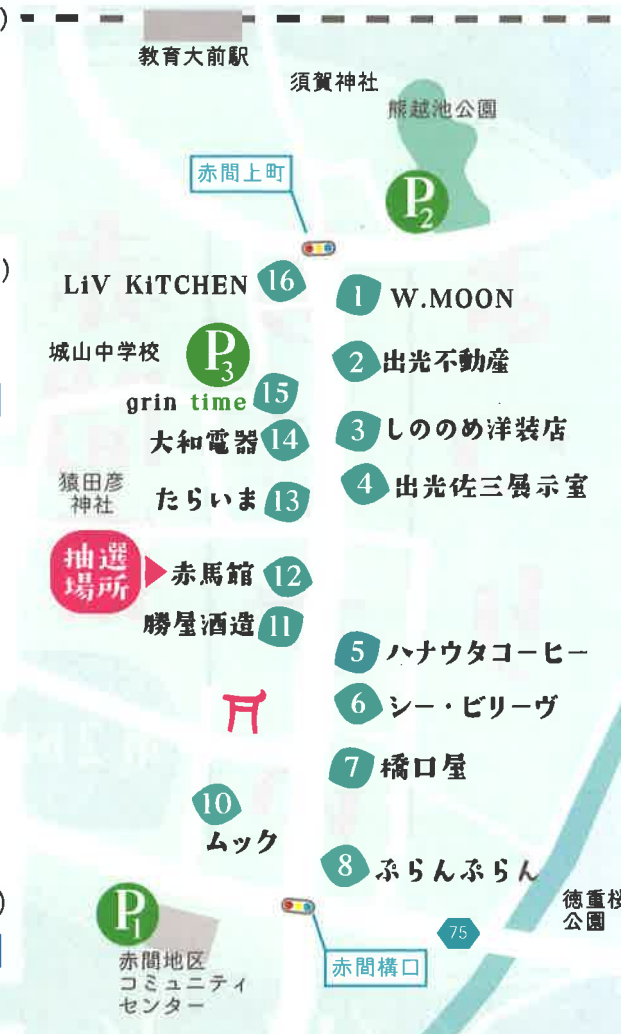 )
教育大前駅
須賀神社
熊越池公園
P2
赤間上町
)
LiV KiTCHEN 16
1 W.MOON
城山中学校
P3
2 出光不動産
grin time 15
3 しののめ洋装店
大和電器 14
4 出光佐三展示室
猿田彦
神社
たらいま 13
抽選
場所
赤馬館 12
勝屋酒造 11
5 ハナウタコーヒー
6 シー・ビリーヴ
7 橋口屋
10
ムック
8 ぷらんぷらん
)
P1
徳重桜
公園
75
赤間地区
コミュニティ
センター
赤間構口